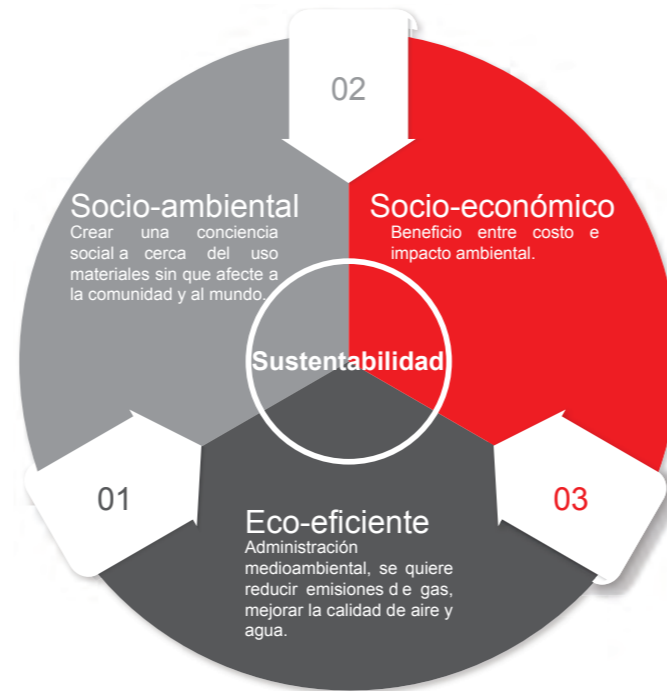 02
Socio-ambiental
Crear una conciencia
social a cerca del uso
materiales sin que afecte a
la comunidad y al mundo.
Socio-económico
Beneficio entre costo e
impacto ambiental.
Sustentabilidad
01
03
Eco-eficiente
Administración
medioambiental, se quiere
reducir emisiones d e gas,
mejorar la calidad de aire y
agua.